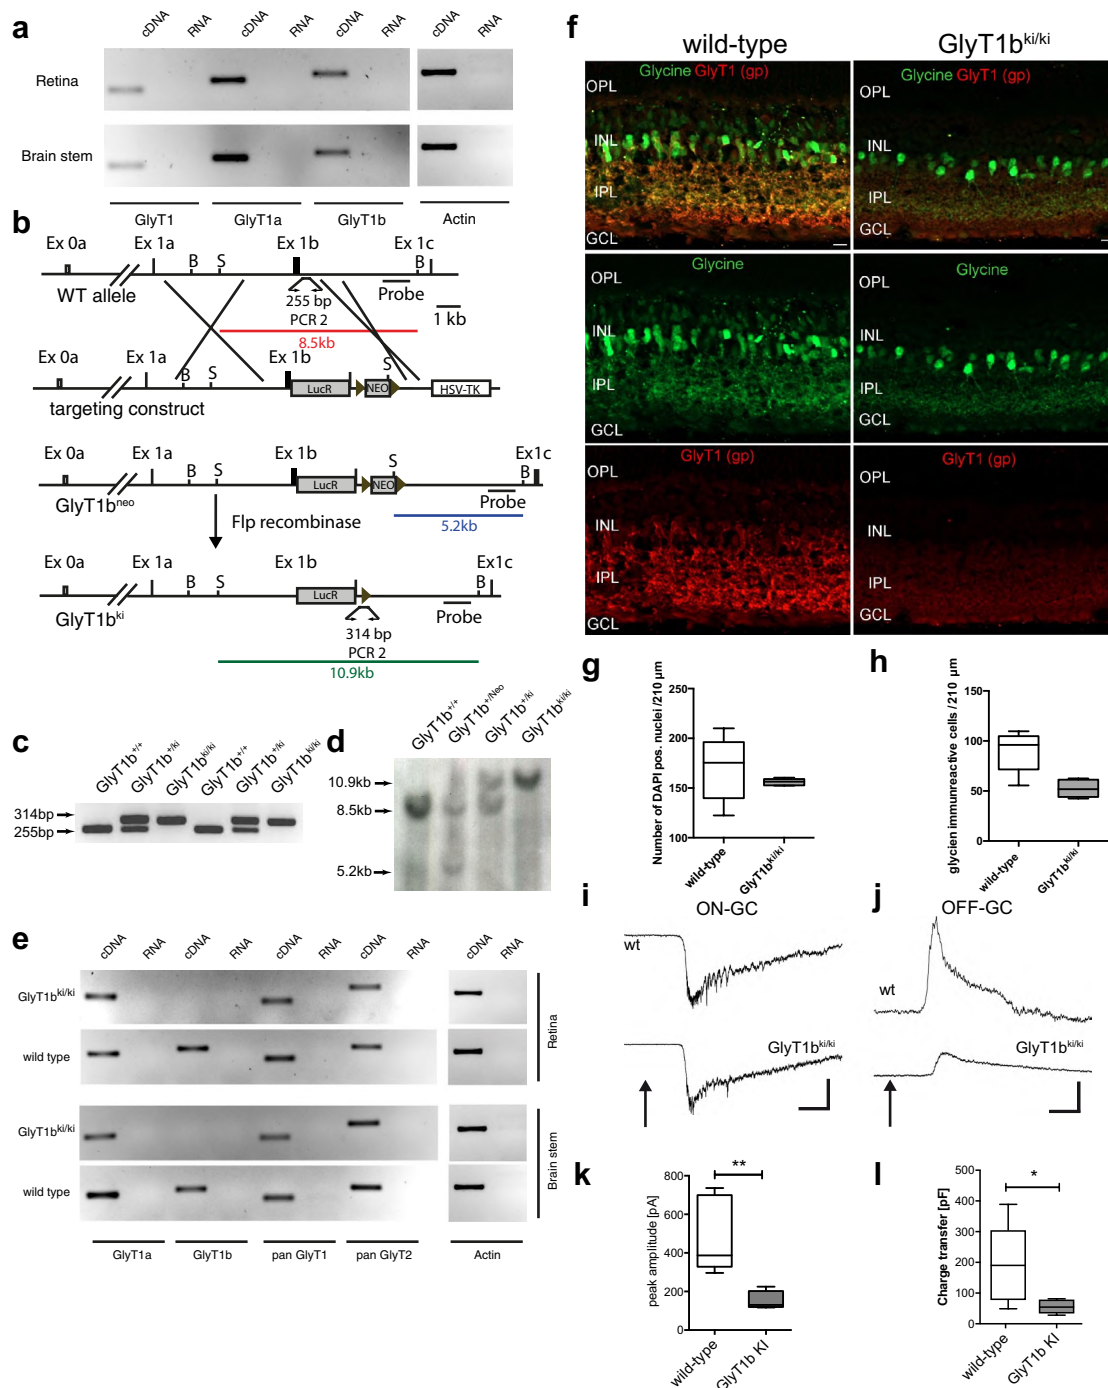 a
cDNA RNA cDNA RNA cDNA RNA cDNA RNA
Retina
Brain stem
GlyT1 GlyT1a GlyT1b Actin
b
Ex 0a Ex 1a B S Ex 1b Ex 1c B
WT allele
255 bp
PCR 2
Probe
1 kb
8.5kb
Ex 0a Ex 1a B S Ex 1b S
LucR NEO HSV-TK
targeting construct
Ex 0a Ex 1a B S Ex 1b S Ex1c B
LucR NEO
GlyT1b^neo
Probe
Flp recombinase
5.2kb
Ex 0a Ex 1a B S Ex 1b B Ex1c
LucR
GlyT1b^ki
Probe
314 bp
PCR 2
10.9kb
c
GlyT1b+/+ GlyT1b+/ki GlyT1bki/ki GlyT1b+/+ GlyT1b+/ki GlyT1bki/ki
314bp
255bp
d
GlyT1b+/+ GlyT1b+/Neo GlyT1b+/ki GlyT1bki/ki
10.9kb
8.5kb
5.2kb
e
cDNA RNA cDNA RNA cDNA RNA cDNA RNA cDNA RNA
GlyT1bki/ki
wild type
Retina
GlyT1bki/ki
wild type
Brain stem
GlyT1a GlyT1b pan GlyT1 pan GlyT2 Actin
f
wild-type GlyT1bki/ki
Glycine GlyT1 (gp)
OPL
INL
IPL
GCL
Glycine GlyT1 (gp)
OPL
INL
IPL
GCL
Glycine
OPL
INL
IPL
GCL
Glycine
OPL
INL
IPL
GCL
GlyT1 (gp)
OPL
INL
IPL
GCL
GlyT1 (gp)
OPL
INL
IPL
GCL
g
Number of DAPI pos. nuclei/210 µm
250
200
150
100
wild-type GlyT1bki/ki
h
glycien immunreactive cells / 210 µm
150
100
50
0
wild-type GlyT1bki/ki
i
ON-GC
wt
GlyT1bki/ki
j
OFF-GC
wt
GlyT1bki/ki
k
peak amplitude [pA]
800
600
400
200
0
**
wild-type GlyT1b KI
l
Charge transfer [pF]
500
400
300
200
100
0
*
wild-type GlyT1b KI